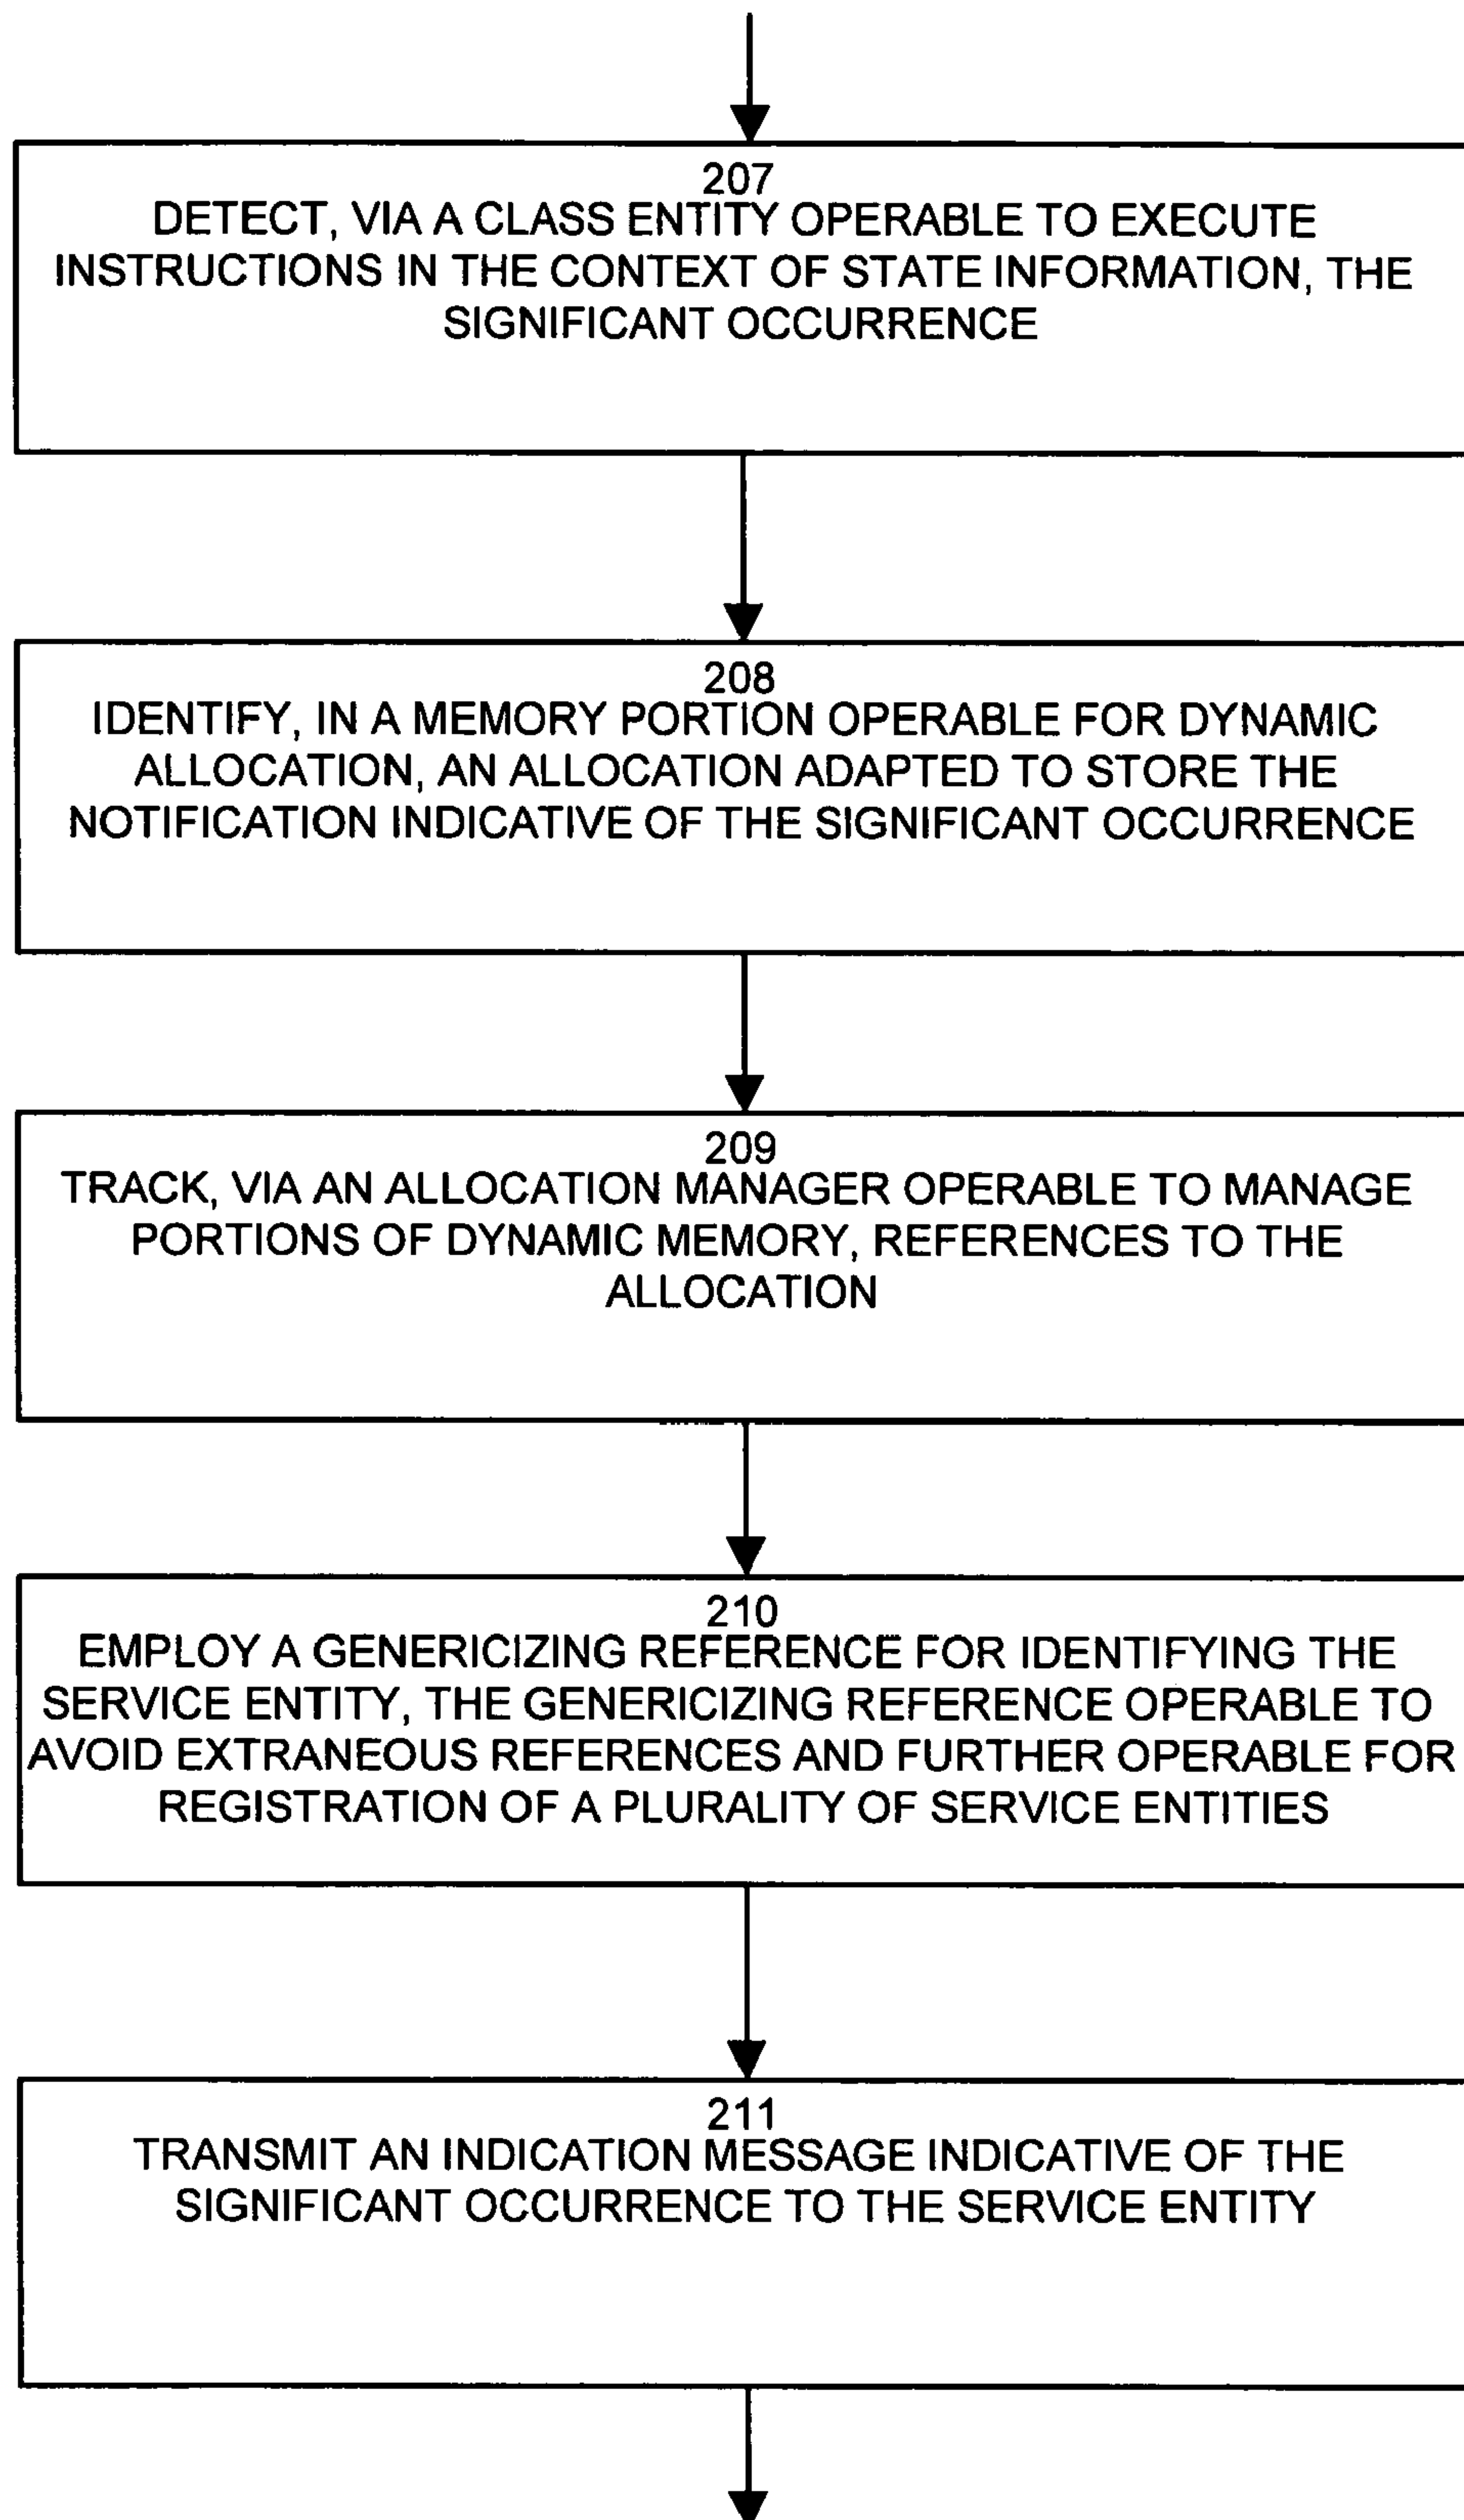 207
DETECT, VIA A CLASS ENTITY OPERABLE TO EXECUTE
INSTRUCTIONS IN THE CONTEXT OF STATE INFORMATION, THE
SIGNIFICANT OCCURRENCE
208
IDENTIFY, IN A MEMORY PORTION OPERABLE FOR DYNAMIC
ALLOCATION, AN ALLOCATION ADAPTED TO STORE THE
NOTIFICATION INDICATIVE OF THE SIGNIFICANT OCCURRENCE
209
TRACK, VIA AN ALLOCATION MANAGER OPERABLE TO MANAGE
PORTIONS OF DYNAMIC MEMORY, REFERENCES TO THE
ALLOCATION
210
EMPLOY A GENERICIZING REFERENCE FOR IDENTIFYING THE
SERVICE ENTITY, THE GENERICIZING REFERENCE OPERABLE TO
AVOID EXTRANEOUS REFERENCES AND FURTHER OPERABLE FOR
REGISTRATION OF A PLURALITY OF SERVICE ENTITIES
211
TRANSMIT AN INDICATION MESSAGE INDICATIVE OF THE
SIGNIFICANT OCCURRENCE TO THE SERVICE ENTITY